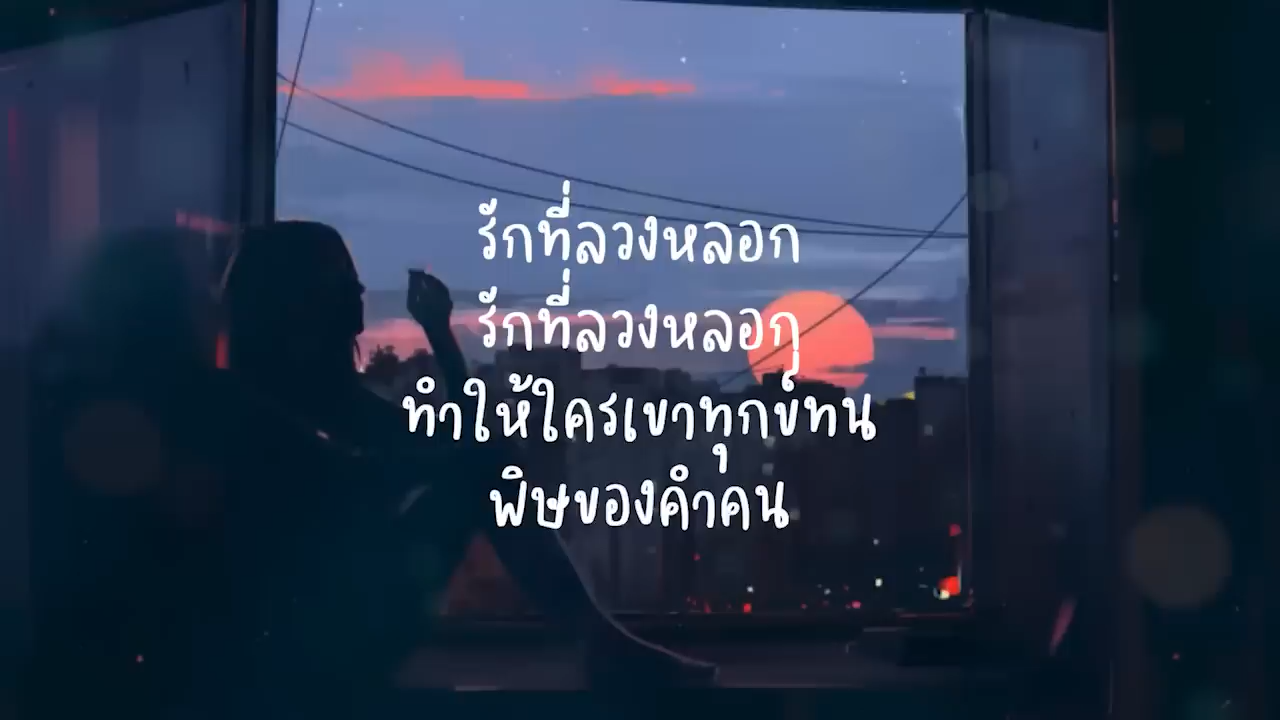 รักที่ลวงหลอก
รักที่ลวงหลอก
ทำให้ใครเขาทุกข์ทน
พิษของคำคน